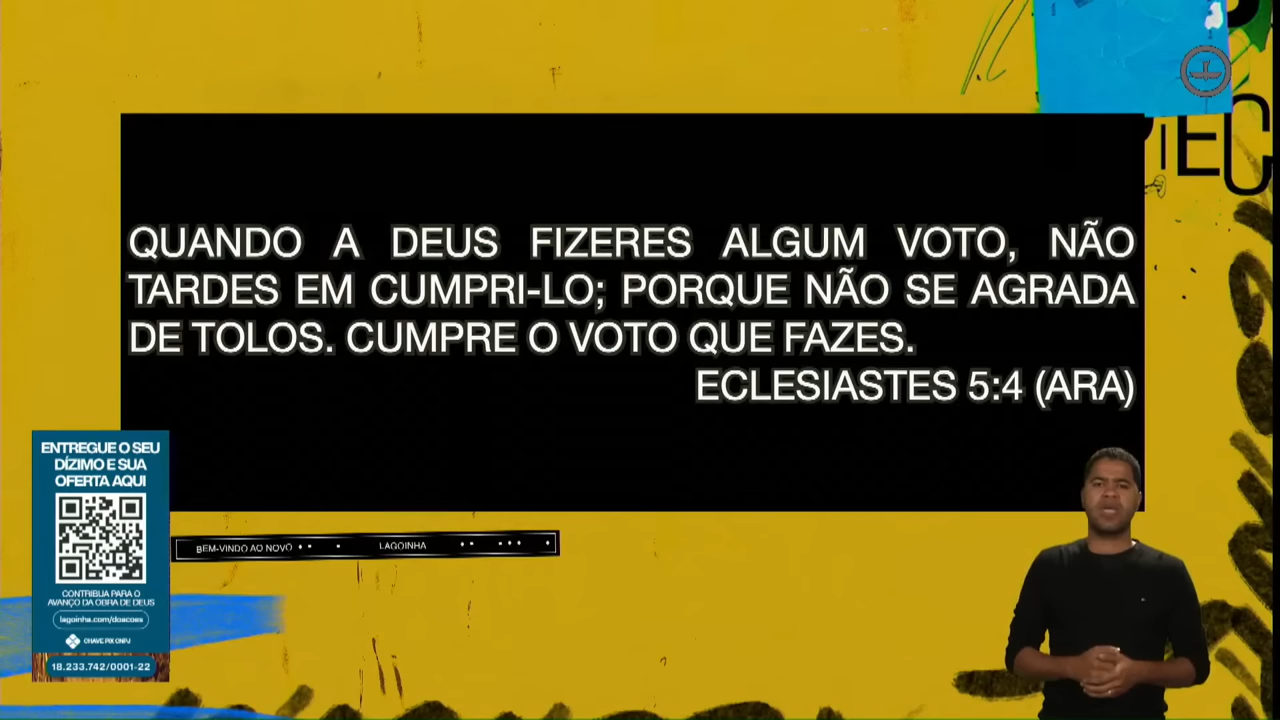 QUANDO A DEUS FIZERES ALGUM VOTO, NÃO
TARDES EM CUMPRI-LO; PORQUE NÃO SE AGRADA
DE TOLOS. CUMPRE O VOTO QUE FAZES.
ECLESIASTES 5:4 (ARA)
ENTREGUE O SEU
DÍZIMO E SUA
OFERTA AQUI
CONTRIBUA PARA O
AVANÇO DA OBRA DE DEUS
lagoinha.com/doacoes
CHAVE PIX CNPJ
18.233.742/0001-22
BEM-VINDO AO NOVO
LAGOINHA